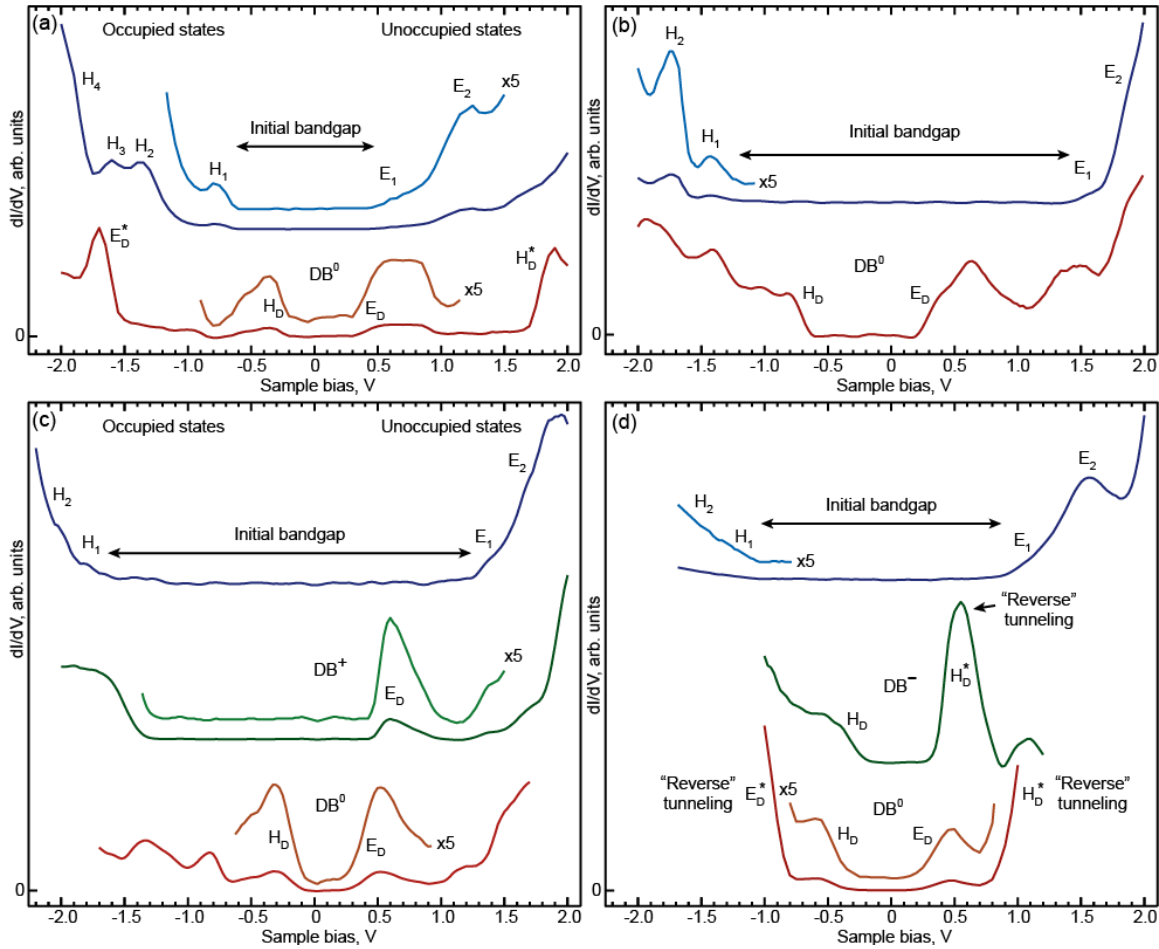 (a)
Occupied states
Unoccupied states
H4
H3
H2
H1
Initial bandgap
E1
E2
x5
ED*
HD
DB0
ED
x5
HD*
0
dI/dV, arb. units
-2.0 -1.5 -1.0 -0.5 0 0.5 1.0 1.5 2.0
Sample bias, V
(b)
H2
H1
x5
Initial bandgap
E1
E2
DB0
HD
ED
0
dI/dV, arb. units
-2.0 -1.5 -1.0 -0.5 0 0.5 1.0 1.5 2.0
Sample bias, V
(c)
Occupied states
Unoccupied states
H2
H1
Initial bandgap
E1
E2
DB+
ED
x5
DB0
HD
ED
x5
0
dI/dV, arb. units
-2.0 -1.5 -1.0 -0.5 0 0.5 1.0 1.5 2.0
Sample bias, V
(d)
H2
H1
x5
Initial bandgap
E1
E2
"Reverse"
tunneling
DB−
HD*
HD
"Reverse"
tunneling
ED*
x5
DB0
HD
ED
HD*
"Reverse"
tunneling
0
dI/dV, arb. units
-2.0 -1.5 -1.0 -0.5 0 0.5 1.0 1.5 2.0
Sample bias, V